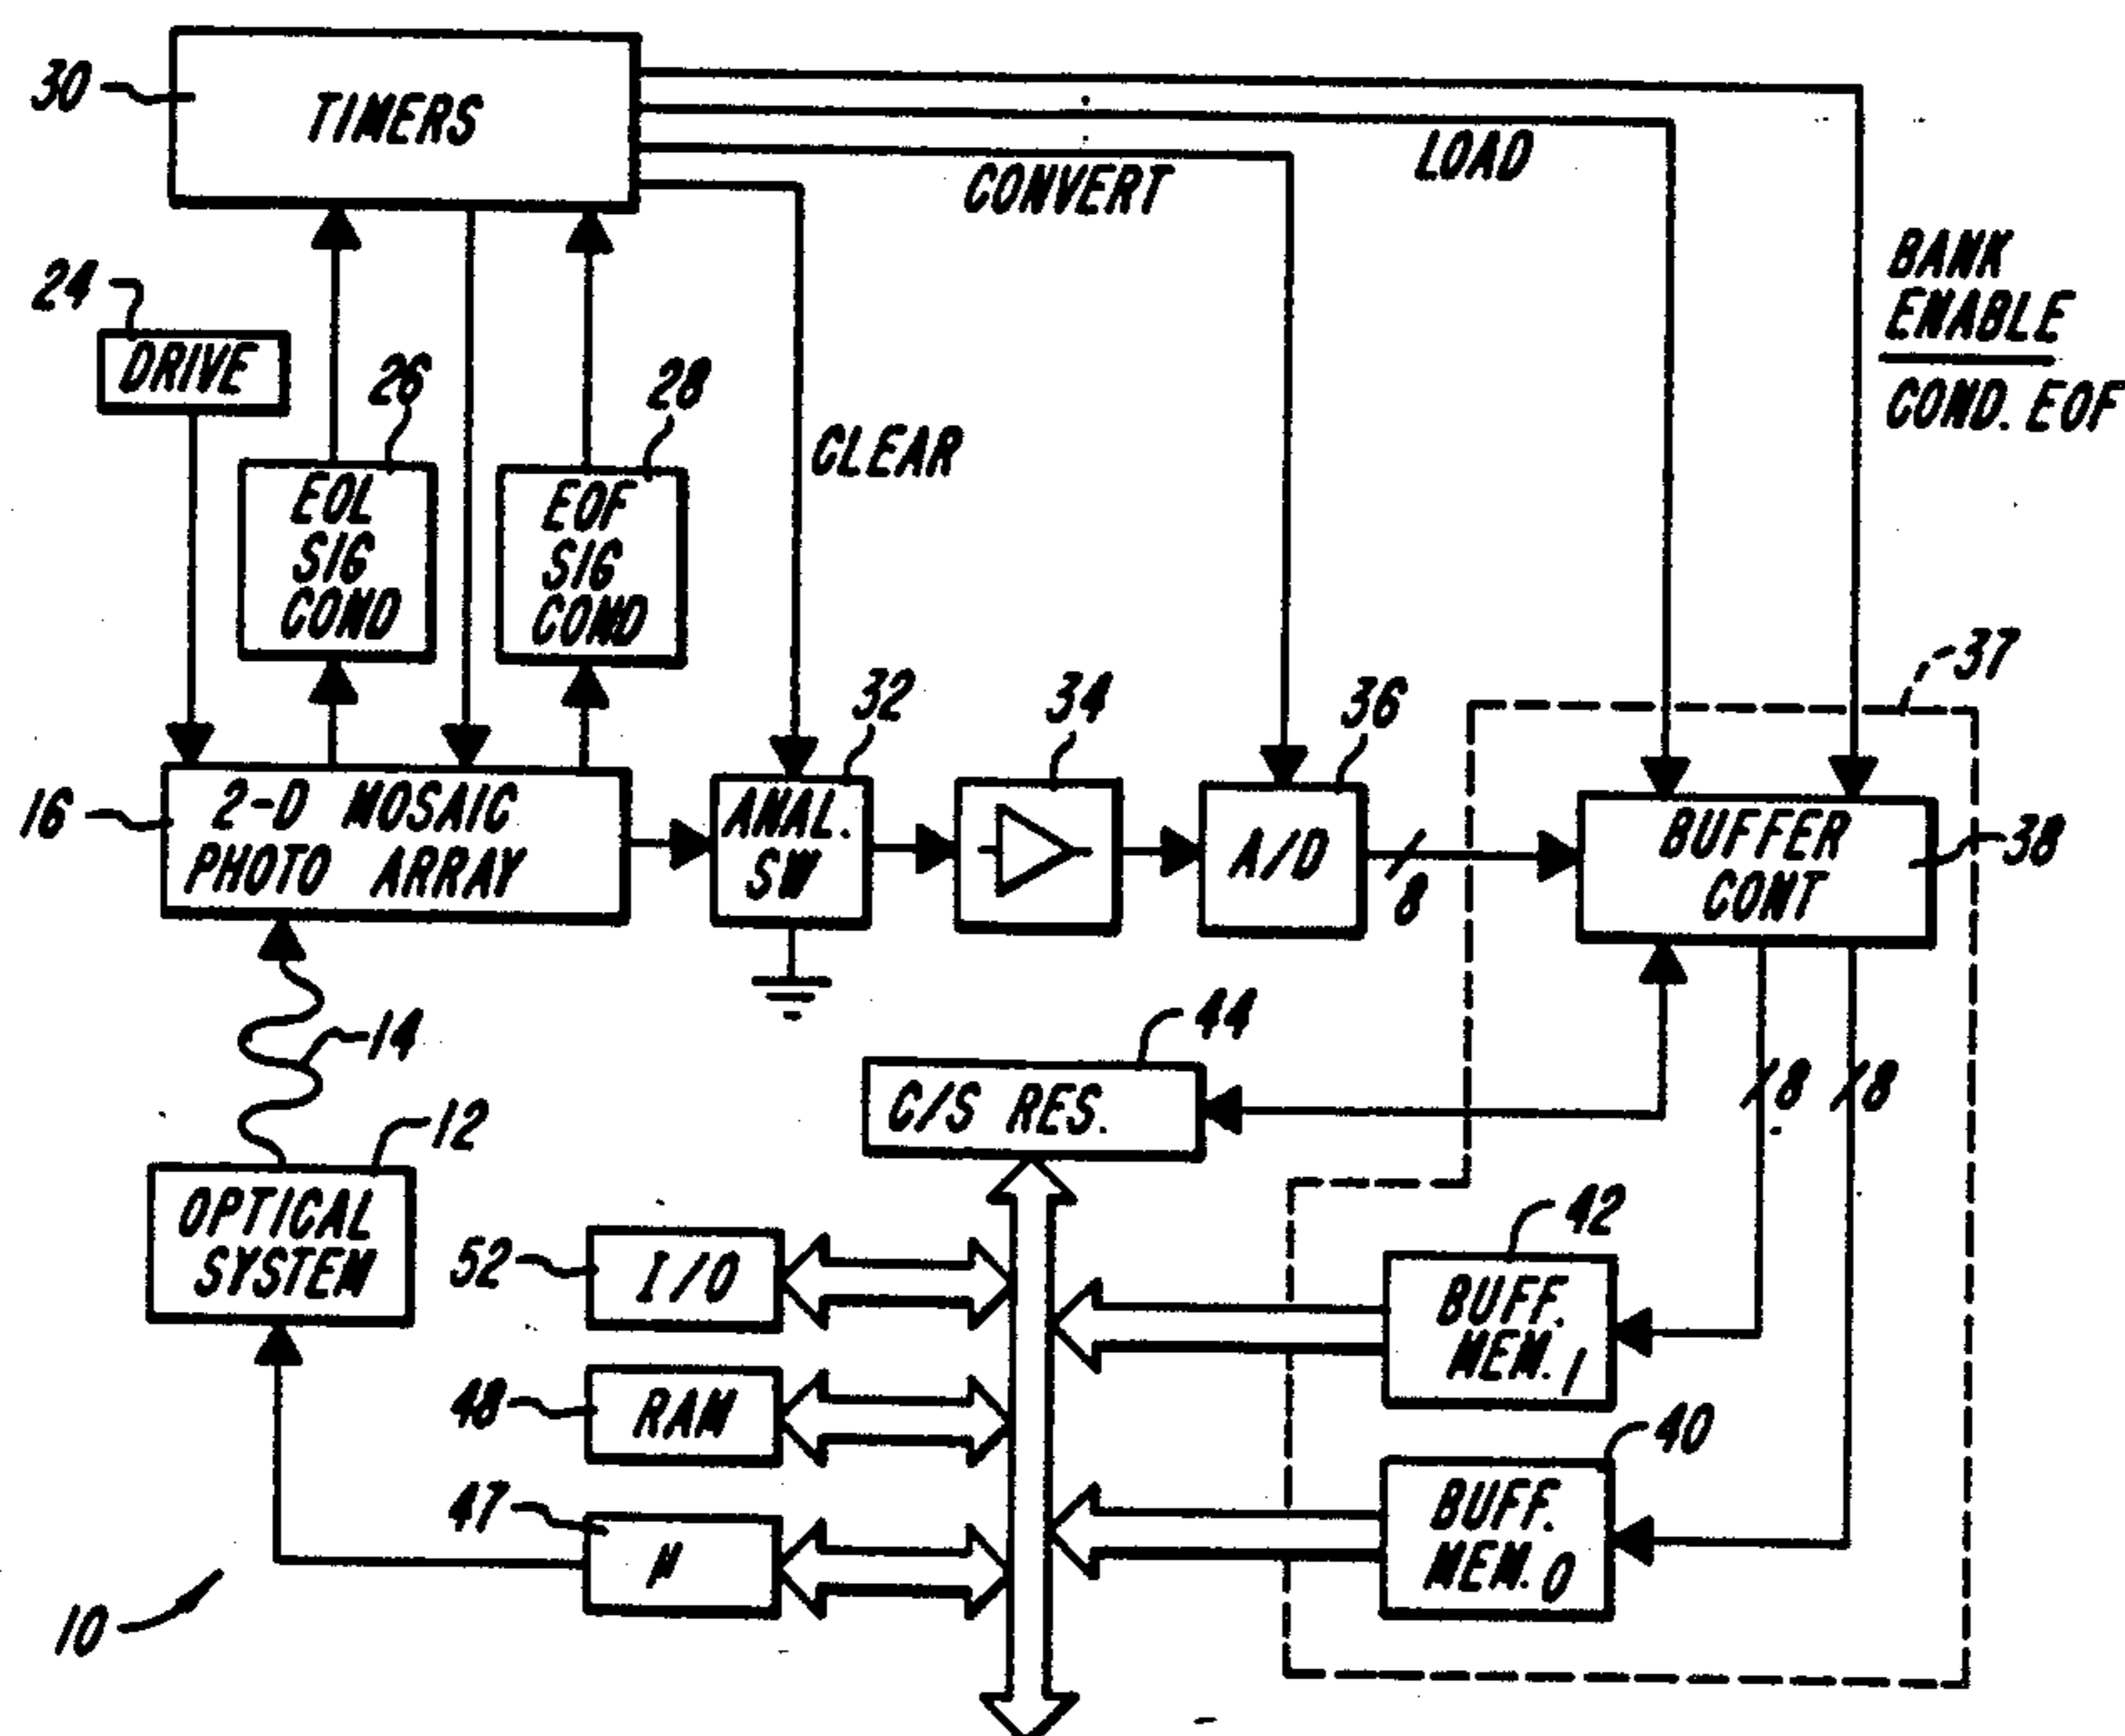 30
TIMERS
LOAD
CONVERT
BANK
ENABLE
COND. EOF
24
DRIVE
26
28
CLEAR
EOL
SIG
COND
EOF
SIG
COND
37
32
34
36
16
2-D MOSAIC
PHOTO ARRAY
ANAL.
SW
A/D
8
BUFFER
CONT
38
14
44
C/S RES.
8
8
12
OPTICAL
SYSTEM
42
52
I/O
BUFF.
MEM. 1
48
RAM
40
47
μ
BUFF.
MEM. 0
10